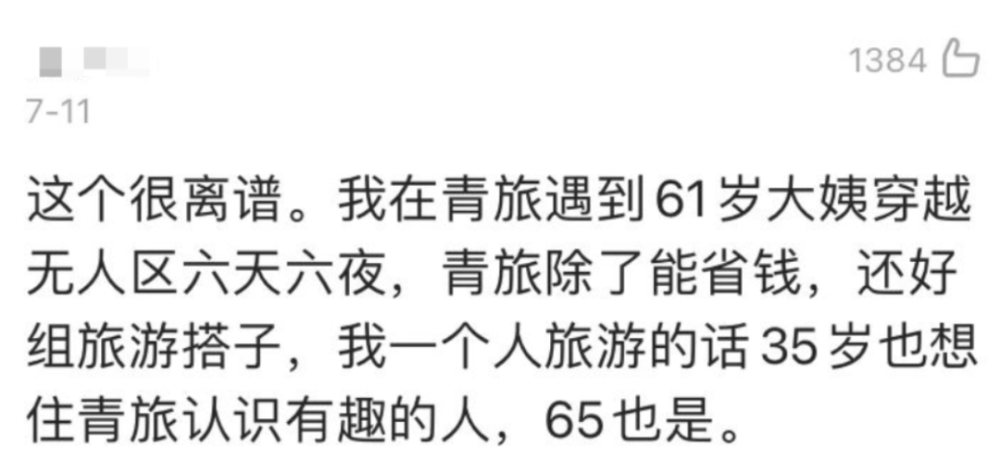 1384
7-11
这个很离谱。我在青旅遇到61岁大姨穿越
无人区六天六夜，青旅除了能省钱，还好
组旅游搭子，我一个人旅游的话35岁也想
住青旅认识有趣的人，65也是。